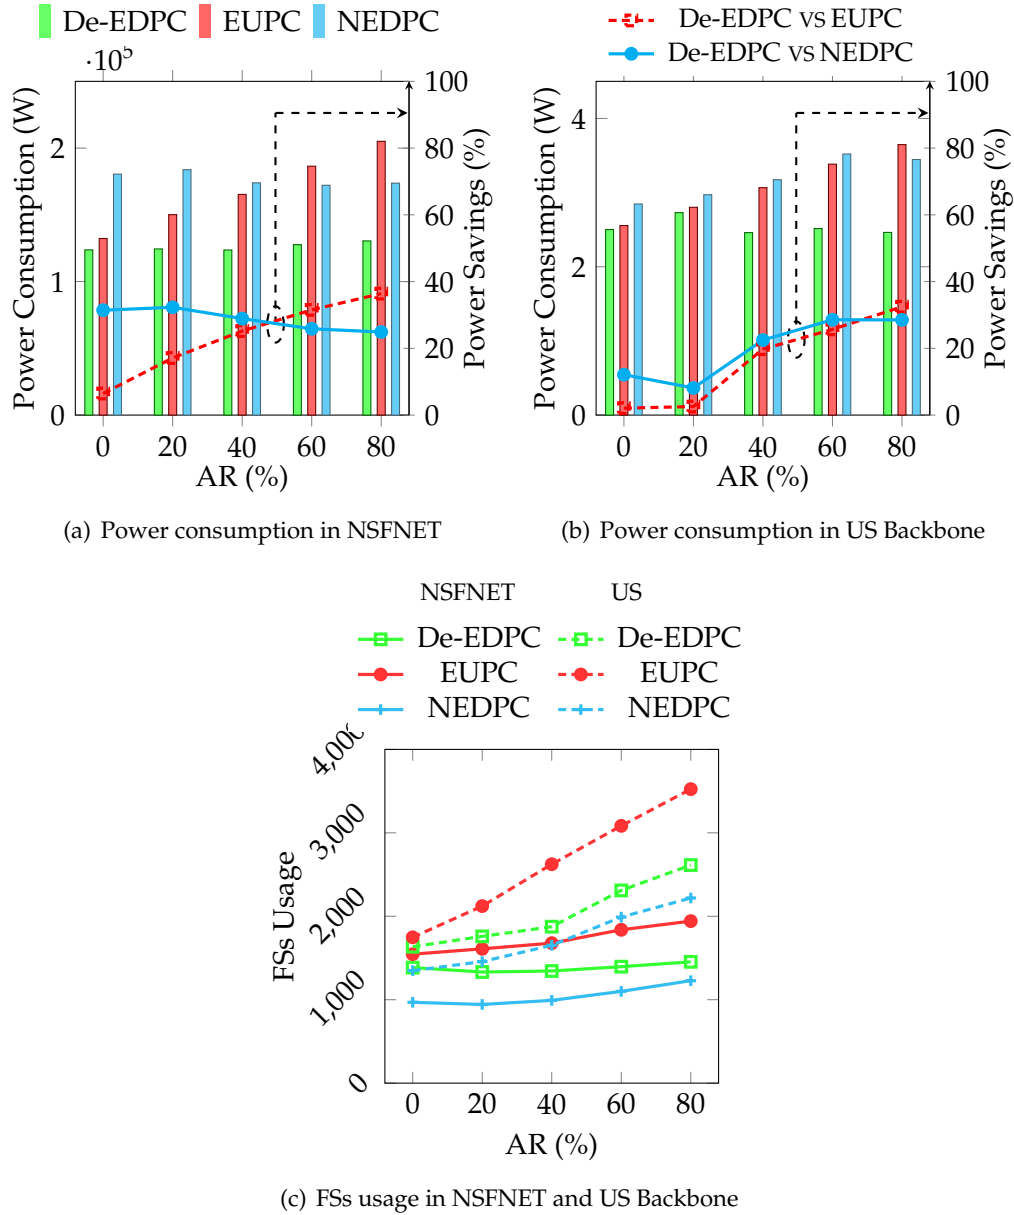 De-EDPC EUPC NEDPC
De-EDPC VS EUPC
De-EDPC VS NEDPC
·10⁵
Power Consumption (W)
2
1
0
100
80
60
40
20
0
Power Savings (%)
0 20 40 60 80
AR (%)
(a) Power consumption in NSFNET
Power Consumption (W)
4
2
0
100
80
60
40
20
0
Power Savings (%)
0 20 40 60 80
AR (%)
(b) Power consumption in US Backbone
NSFNET US
De-EDPC De-EDPC
EUPC EUPC
NEDPC NEDPC
FSs Usage
4,000
3,000
2,000
1,000
0
0 20 40 60 80
AR (%)
(c) FSs usage in NSFNET and US Backbone